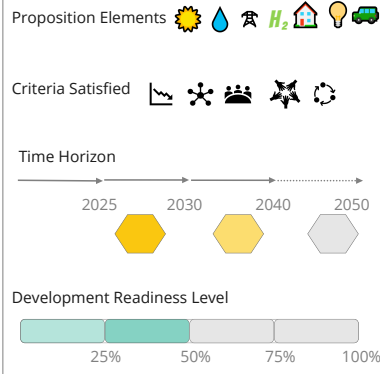 Proposition Elements H₂
Criteria Satisfied
Time Horizon
2025 2030 2040 2050
Development Readiness Level
25% 50% 75% 100%